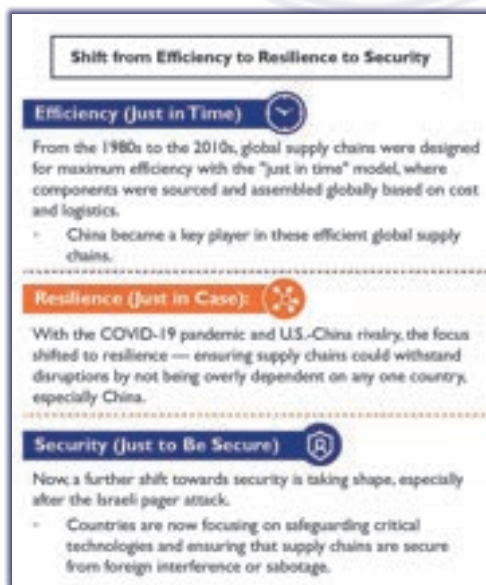 Shift from Efficiency to Resilience to Security
Efficiency (Just in Time)
From the 1980s to the 2010s, global supply chains were designed
for maximum efficiency with the "just in time" model, where
components were sourced and assembled globally based on cost
and logistics.
- China became a key player in these efficient global supply
chains.
Resilience (Just in Case):
With the COVID-19 pandemic and U.S.-China rivalry, the focus
shifted to resilience — ensuring supply chains could withstand
disruptions by not being overly dependent on any one country,
especially China.
Security (Just to Be Secure)
Now, a further shift towards security is taking shape, especially
after the Israeli pager attack.
- Countries are now focusing on safeguarding critical
technologies and ensuring that supply chains are secure
from foreign interference or sabotage.